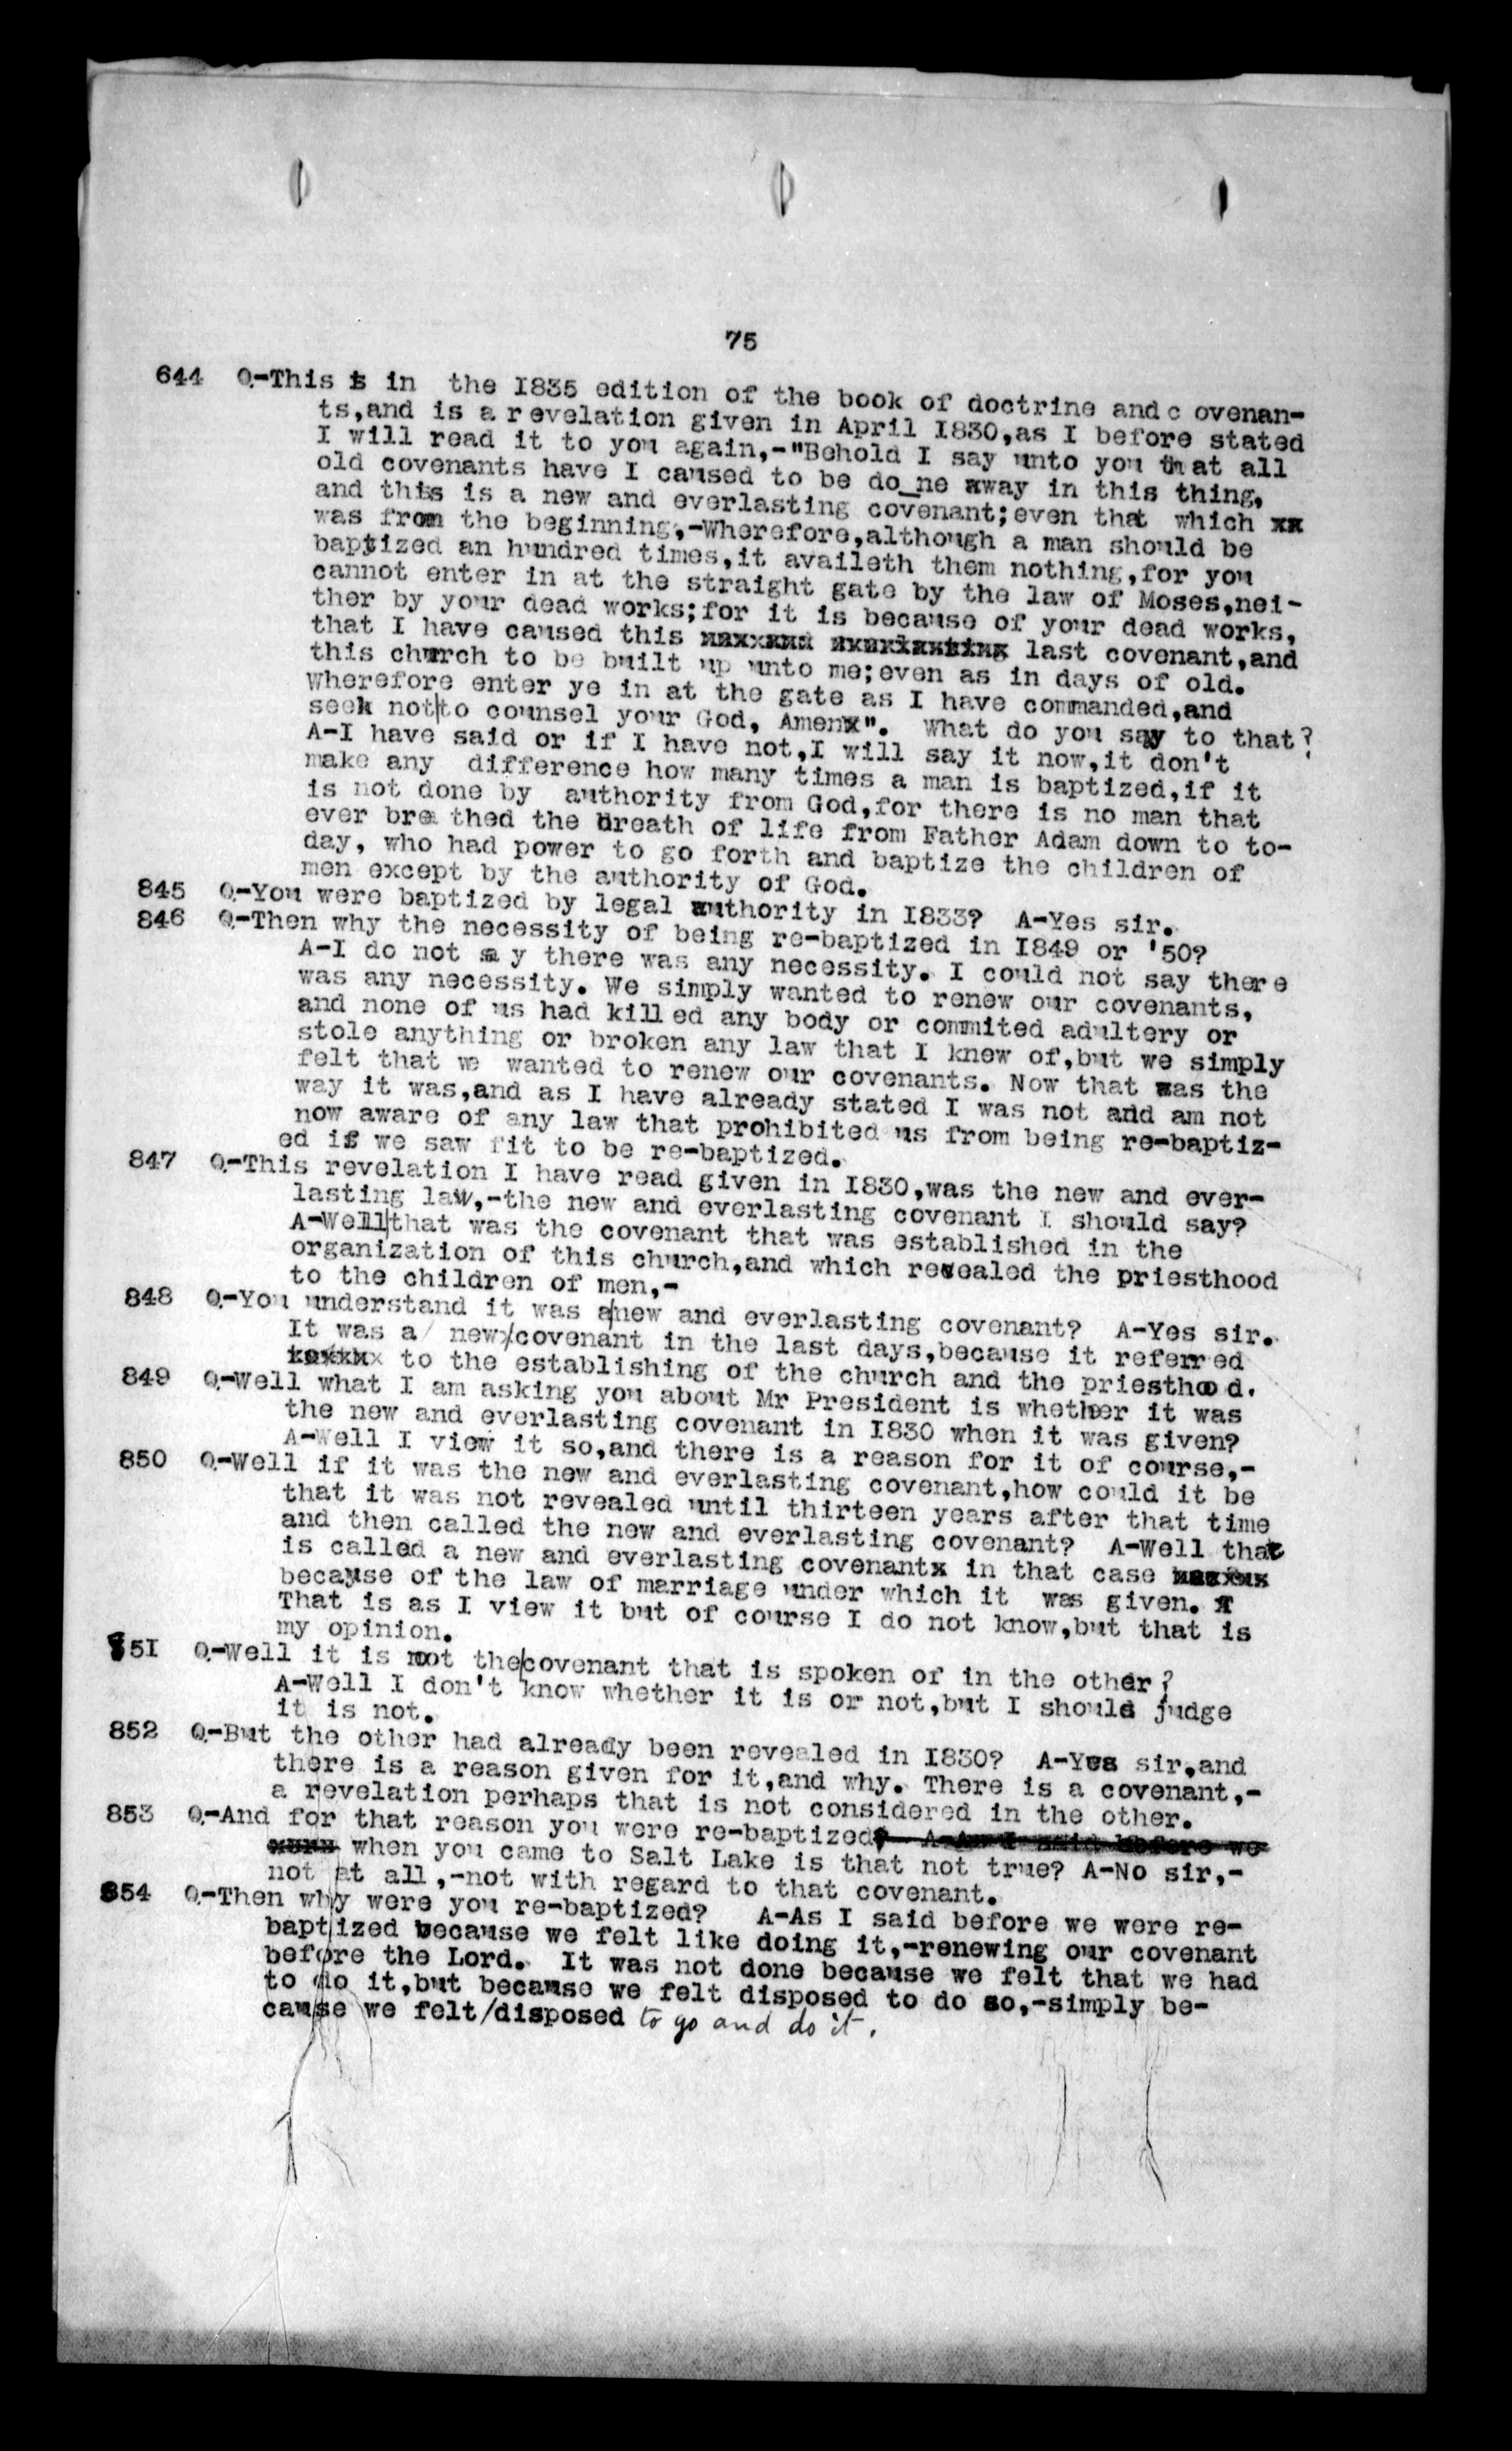 75
644 Q-This is in the I835 edition of the book of doctrine and c ovenan-
ts,and is a revelation given in April I830,as I before stated
I will read it to you again,-"Behold I say unto you that all
old covenants have I caused to be do_ne away in this thing,
and this is a new and everlasting covenant;even that which xx
was from the beginning,-Wherefore,although a man should be
baptized an hundred times,it availeth them nothing,for you
cannot enter in at the straight gate by the law of Moses,nei-
ther by your dead works;for it is because of your dead works,
that I have caused this last covenant,and
this church to be built up unto me;even as in days of old.
Wherefore enter ye in at the gate as I have commanded,and
seek not to counsel your God, Amenx". What do you say to that?
A-I have said or if I have not,I will say it now,it don't
make any difference how many times a man is baptized,if it
is not done by authority from God,for there is no man that
ever brea thed the breath of life from Father Adam down to to-
day, who had power to go forth and baptize the children of
men except by the authority of God.
845 Q-You were baptized by legal authority in I833? A-Yes sir.
846 Q-Then why the necessity of being re-baptized in I849 or '50?
A-I do not sa y there was any necessity. I could not say there
was any necessity. We simply wanted to renew our covenants,
and none of us had killed any body or commited adultery or
stole anything or broken any law that I knew of,but we simply
felt that we wanted to renew our covenants. Now that was the
way it was,and as I have already stated I was not and am not
now aware of any law that prohibited us from being re-baptiz-
ed if we saw fit to be re-baptized.
847 Q-This revelation I have read given in I830,was the new and ever-
lasting law,-the new and everlasting covenant I should say?
A-Well that was the covenant that was established in the
organization of this church,and which revealed the priesthood
to the children of men,-
848 Q-You understand it was a new and everlasting covenant? A-Yes sir.
It was a new covenant in the last days,because it referred
to the establishing of the church and the priesthood.
849 Q-Well what I am asking you about Mr President is whether it was
the new and everlasting covenant in I830 when it was given?
A-Well I view it so,and there is a reason for it of course,-
850 Q-Well if it was the new and everlasting covenant,how could it be
that it was not revealed until thirteen years after that time
and then called the new and everlasting covenant? A-Well that
is called a new and everlasting covenantx in that case
because of the law of marriage under which it was given.
That is as I view it but of course I do not know,but that is
my opinion.
851 Q-Well it is not the covenant that is spoken of in the other?
A-Well I don't know whether it is or not,but I should judge
it is not.
852 Q-But the other had already been revealed in I830? A-Yes sir,and
there is a reason given for it,and why. There is a covenant,-
a revelation perhaps that is not considered in the other.
853 Q-And for that reason you were re-baptized? A-As I said before we
when you came to Salt Lake is that not true? A-No sir,-
not at all,-not with regard to that covenant.
854 Q-Then why were you re-baptized? A-As I said before we were re-
baptized because we felt like doing it,-renewing our covenant
before the Lord. It was not done because we felt that we had
to do it,but because we felt disposed to do so,-simply be-
cause we felt/disposed to go and do it.